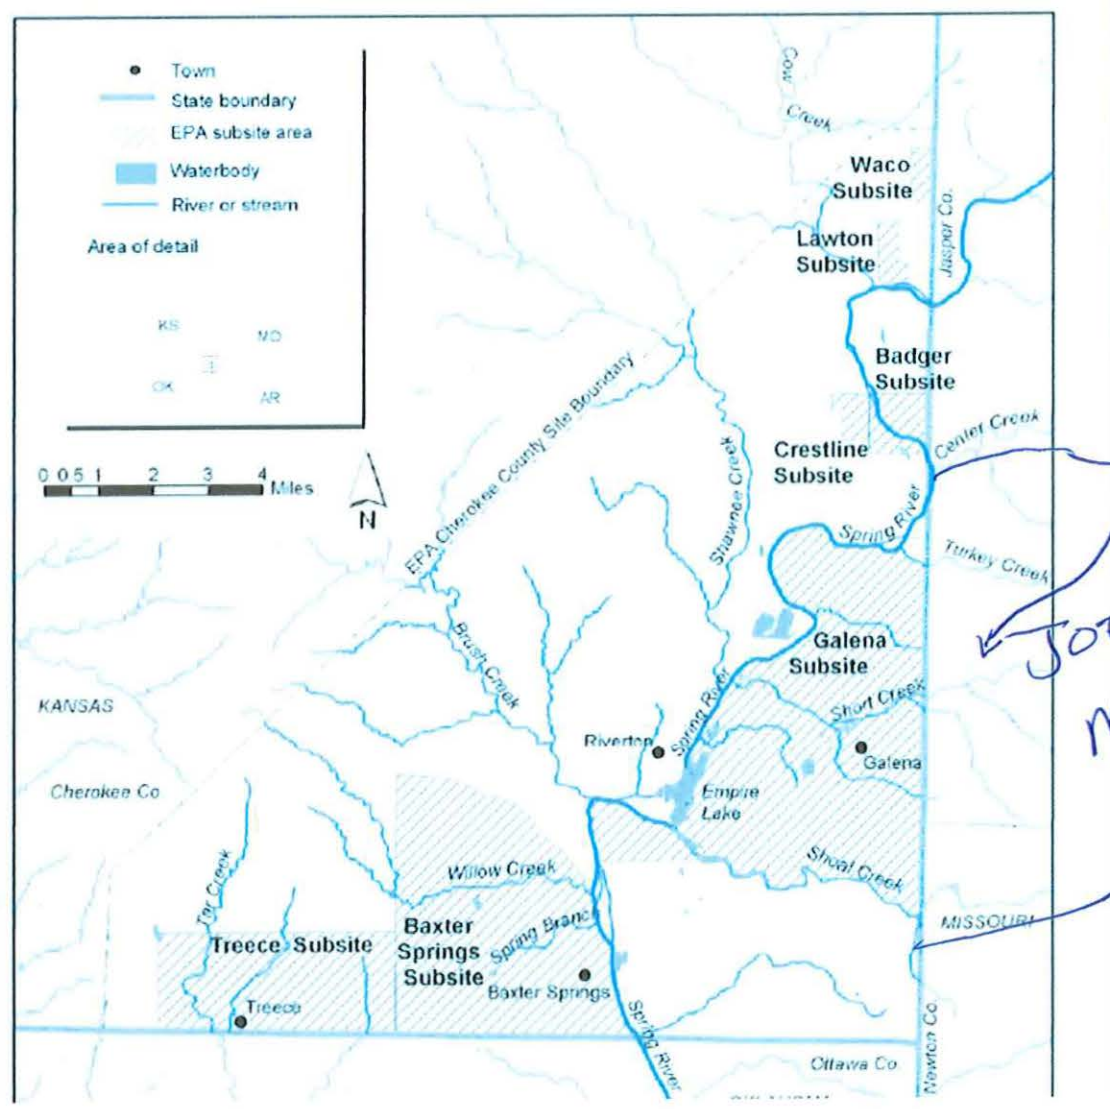 Town
State boundary
EPA subsite area
Waterbody
River or stream
Area of detail
KS
MO
OK
AR
0 0.5 1 2 3 4
Miles
N
Cow
Creek
Waco
Subsite
Jasper Co.
Lawton
Subsite
Badger
Subsite
EPA Cherokee County Site Boundary
Center Creek
Crestline
Subsite
Shawnee Creek
Spring River
Turkey Creek
Brush Creek
Galena
Subsite
KANSAS
Spring River
Short Creek
Riverton
Galena
Cherokee Co
Empire
Lake
Shoal Creek
Willow Creek
Tar Creek
Spring Branch
MISSOURI
Baxter
Springs
Subsite
Treece Subsite
Baxter Springs
Treece
Spring River
Ottawa Co.
Newton Co.